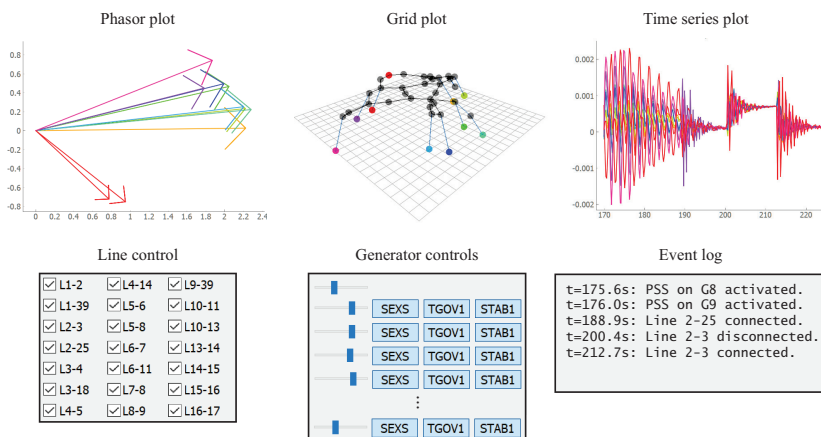 Phasor plot
Grid plot
Time series plot
0.8
0.6
0.4
0.2
0
-0.2
-0.4
-0.6
-0.8
0 0.2 0.4 0.6 0.8 1 1.2 1.4 1.6 1.8 2 2.2 2.4
0.002
0.001
0
-0.001
-0.002
170 180 190 200 210 220
Line control
L1-2 L4-14 L9-39
L1-39 L5-6 L10-11
L2-3 L5-8 L10-13
L2-25 L6-7 L13-14
L3-4 L6-11 L14-15
L3-18 L7-8 L15-16
L4-5 L8-9 L16-17
Generator controls
SEXS TGOV1 STAB1
SEXS TGOV1 STAB1
SEXS TGOV1 STAB1
SEXS TGOV1 STAB1
⋮
SEXS TGOV1 STAB1
Event log
t=175.6s: PSS on G8 activated.
t=176.0s: PSS on G9 activated.
t=188.9s: Line 2-25 connected.
t=200.4s: Line 2-3 disconnected.
t=212.7s: Line 2-3 connected.